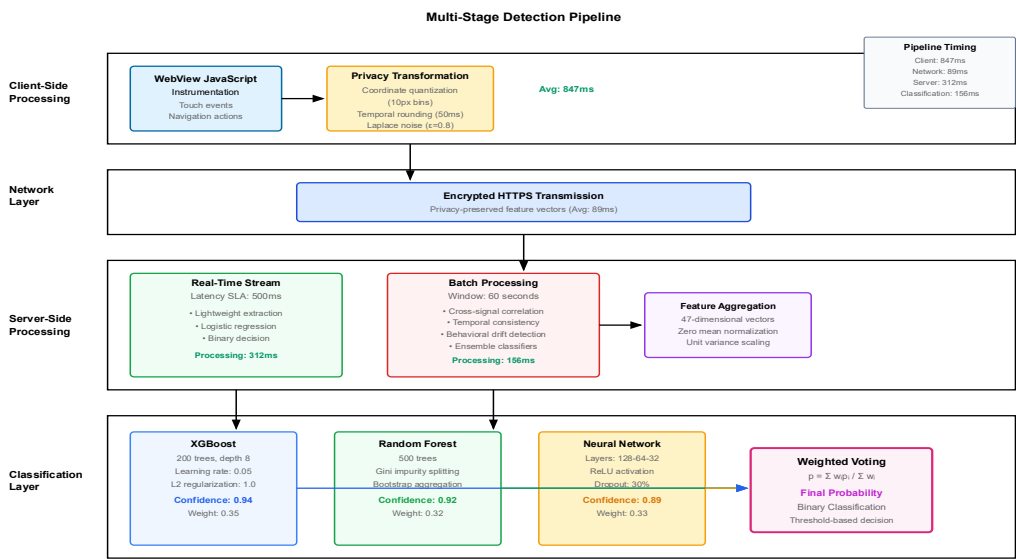 Multi-Stage Detection Pipeline
Pipeline Timing
Client: 847ms
Network: 89ms
Server: 312ms
Classification: 156ms
Client-Side
Processing
WebView JavaScript
Instrumentation
Touch events
Navigation actions
Privacy Transformation
Coordinate quantization
(10px bins)
Temporal rounding (50ms)
Laplace noise (ε=0.8)
Avg: 847ms
Network
Layer
Encrypted HTTPS Transmission
Privacy-preserved feature vectors (Avg: 89ms)
Server-Side
Processing
Real-Time Stream
Latency SLA: 500ms
• Lightweight extraction
• Logistic regression
• Binary decision
Processing: 312ms
Batch Processing
Window: 60 seconds
• Cross-signal correlation
• Temporal consistency
• Behavioral drift detection
• Ensemble classifiers
Processing: 156ms
Feature Aggregation
47-dimensional vectors
Zero mean normalization
Unit variance scaling
Classification
Layer
XGBoost
200 trees, depth 8
Learning rate: 0.05
L2 regularization: 1.0
Confidence: 0.94
Weight: 0.35
Random Forest
500 trees
Gini impurity splitting
Bootstrap aggregation
Confidence: 0.92
Weight: 0.32
Neural Network
Layers: 128-64-32
ReLU activation
Dropout: 30%
Confidence: 0.89
Weight: 0.33
Weighted Voting
p = Σ wᵢpᵢ / Σ wᵢ
Final Probability
Binary Classification
Threshold-based decision